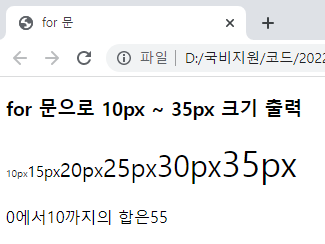 for 문
파일 | D:/국비지원/코드/2022
for 문으로 10px ~ 35px 크기 출력
10px15px20px25px30px35px
0에서10까지의 합은55